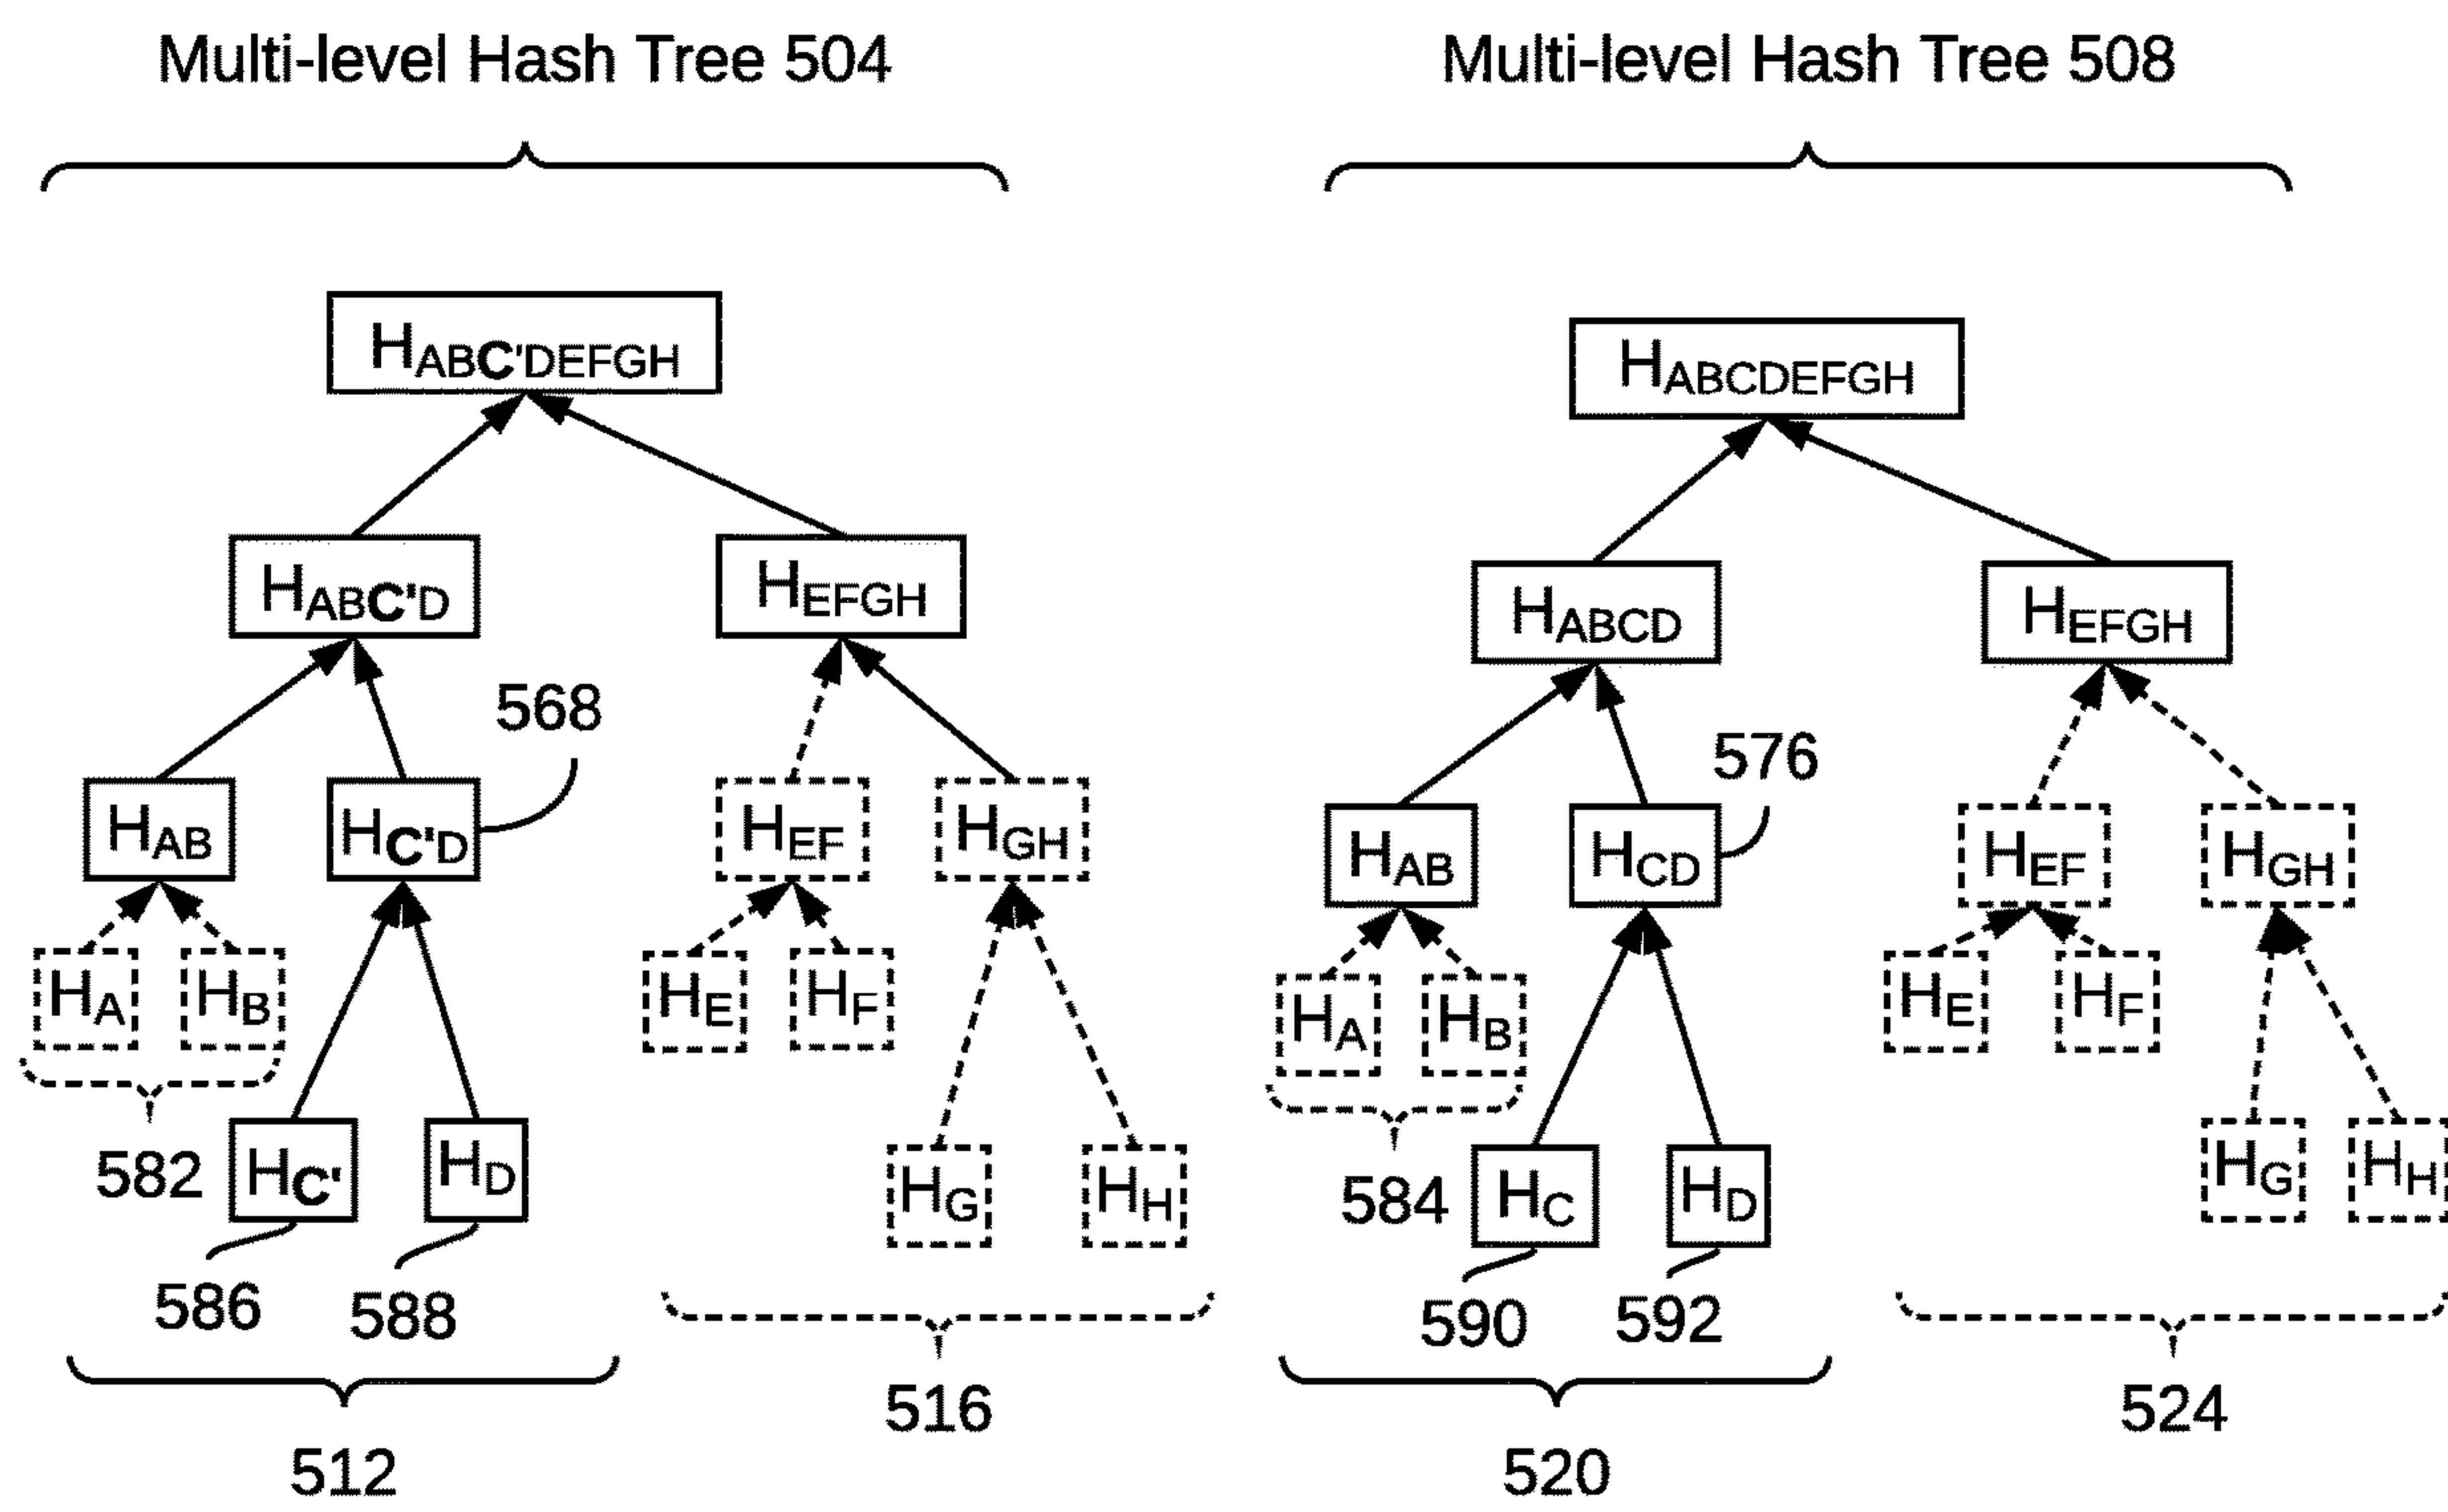 Multi-level Hash Tree 504
Multi-level Hash Tree 508
HABC'DEFGH
HABCDEFGH
HABC'D
HEFGH
HABCD
HEFGH
568
576
HAB
HC'D
HEF
HGH
HAB
HCD
HEF
HGH
HA
HB
HE
HF
HA
HB
HE
HF
582
HC'
HD
HG
HH
584
HC
HD
HG
HH
586
588
590
592
516
524
512
520